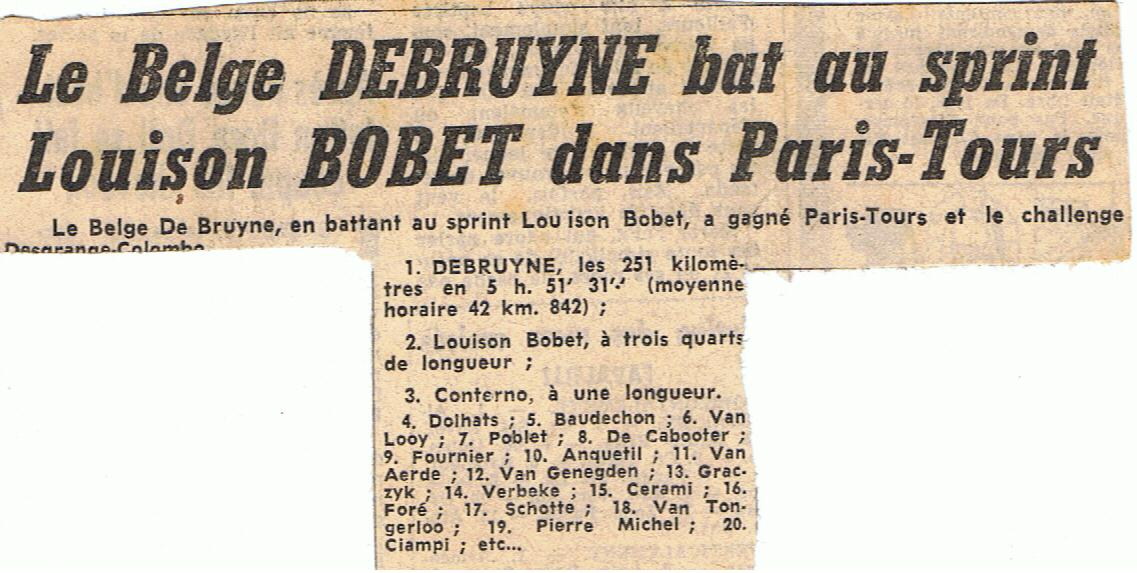 Le Belge DEBRUYNE bat au sprint
Louison BOBET dans Paris-Tours
Le Belge De Bruyne, en battant au sprint Louison Bobet, a gagné Paris-Tours et le challenge
Desgrange-Colombo
1. DEBRUYNE, les 251 kilomè-
tres en 5 h. 51' 31'' (moyenne
horaire 42 km. 842) ;
2. Louison Bobet, à trois quarts
de longueur ;
3. Conterno, à une longueur.
4. Dolhats ; 5. Baudechon ; 6. Van
Looy ; 7. Poblet ; 8. De Cabooter ;
9. Fournier ; 10. Anquetil ; 11. Van
Aerde ; 12. Van Genegden ; 13. Grac-
zyk ; 14. Verbeke ; 15. Cerami ; 16.
Foré ; 17. Schotte ; 18. Van Ton-
gerloo ; 19. Pierre Michel ; 20.
Ciampi ; etc...